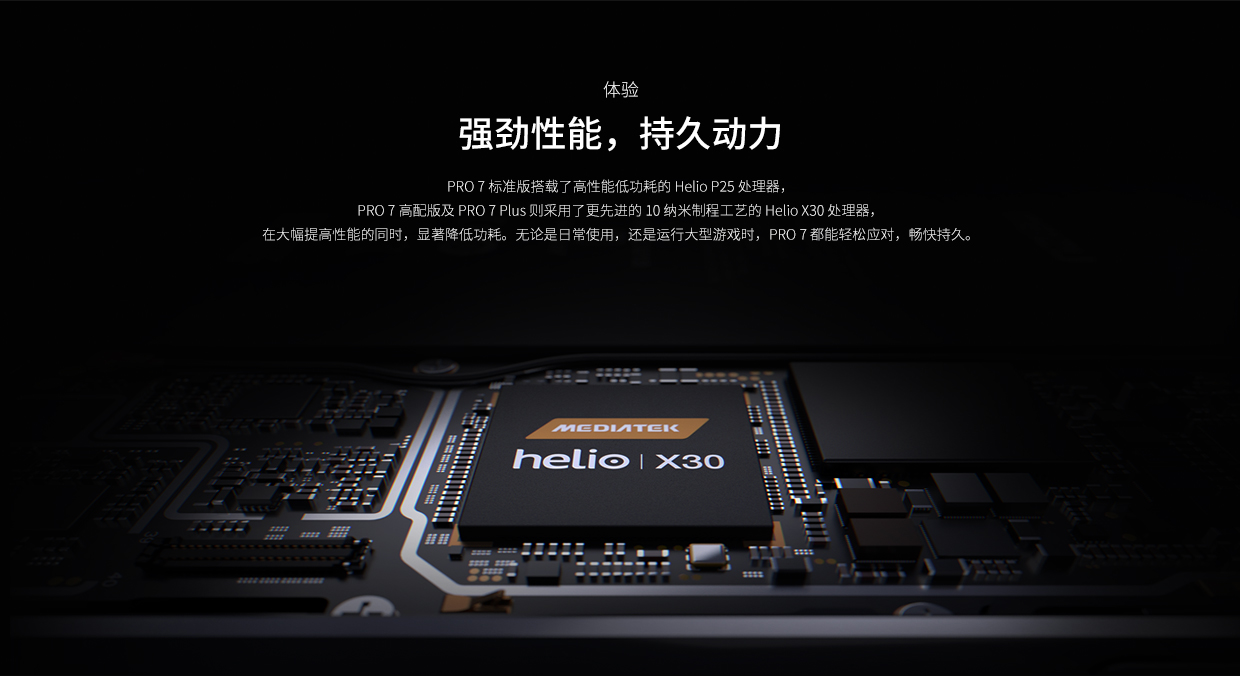 体验
强劲性能，持久动力
PRO 7 标准版搭载了高性能低功耗的 Helio P25 处理器，
PRO 7 高配版及 PRO 7 Plus 则采用了更先进的 10 纳米制程工艺的 Helio X30 处理器，
在大幅提高性能的同时，显著降低功耗。无论是日常使用，还是运行大型游戏时，PRO 7 都能轻松应对，畅快持久。
MEDIATEK
helio | X30